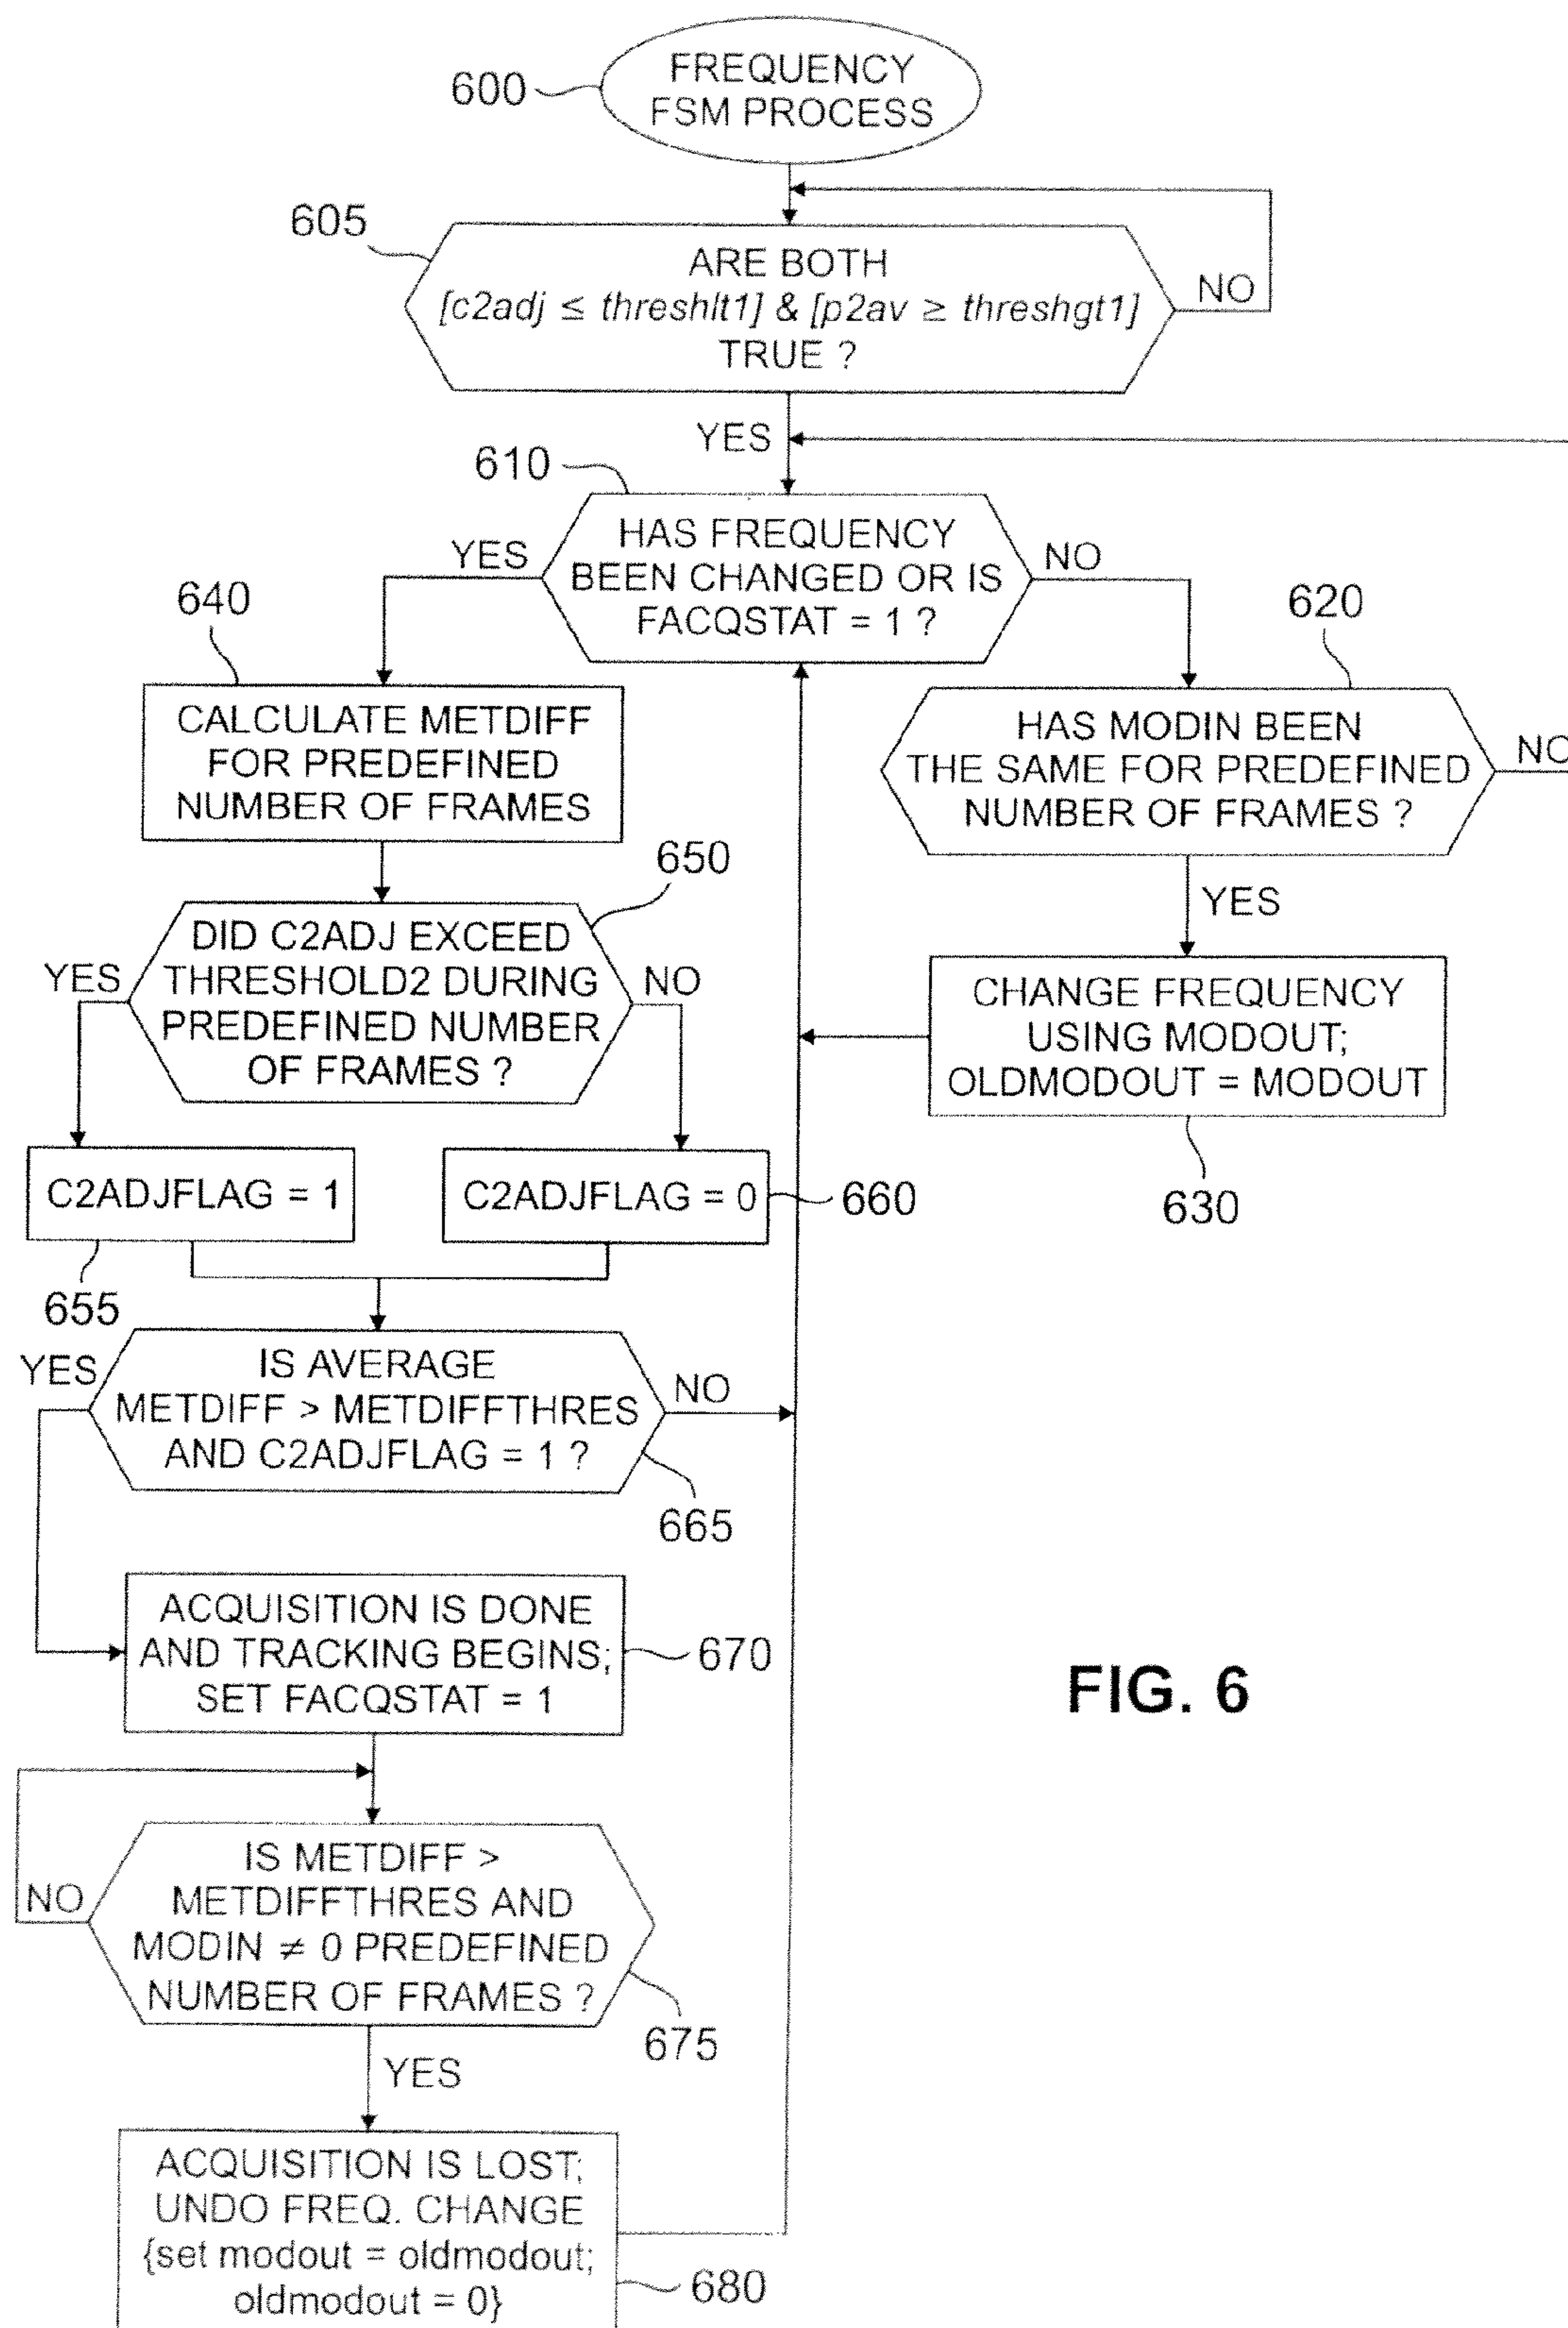 600
FREQUENCY
FSM PROCESS
605
ARE BOTH
[c2adj ≤ threshlt1] & [p2av ≥ threshgt1]
TRUE ?
NO
YES
610
HAS FREQUENCY
BEEN CHANGED OR IS
FACQSTAT = 1 ?
YES
NO
640
620
CALCULATE METDIFF
FOR PREDEFINED
NUMBER OF FRAMES
HAS MODIN BEEN
THE SAME FOR PREDEFINED
NUMBER OF FRAMES ?
NO
YES
650
DID C2ADJ EXCEED
THRESHOLD2 DURING
PREDEFINED NUMBER
OF FRAMES ?
YES
NO
CHANGE FREQUENCY
USING MODOUT;
OLDMODOUT = MODOUT
630
C2ADJFLAG = 1
655
C2ADJFLAG = 0
660
IS AVERAGE
METDIFF > METDIFFTHRES
AND C2ADJFLAG = 1 ?
YES
NO
665
ACQUISITION IS DONE
AND TRACKING BEGINS;
SET FACQSTAT = 1
670
FIG. 6
IS METDIFF >
METDIFFTHRES AND
MODIN ≠ 0 PREDEFINED
NUMBER OF FRAMES ?
NO
675
YES
ACQUISITION IS LOST;
UNDO FREQ. CHANGE
{set modout = oldmodout;
oldmodout = 0}
680